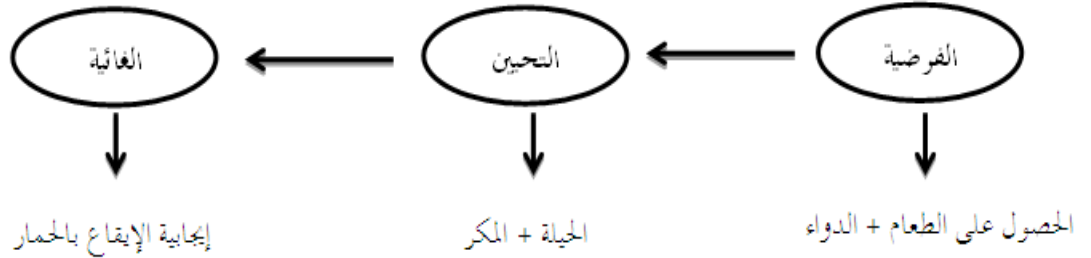 الفرضية
التحيين
الغائية
الحصول على الطعام + الدواء
الحيلة + المكر
إيجابية الإيقاع بالحمار